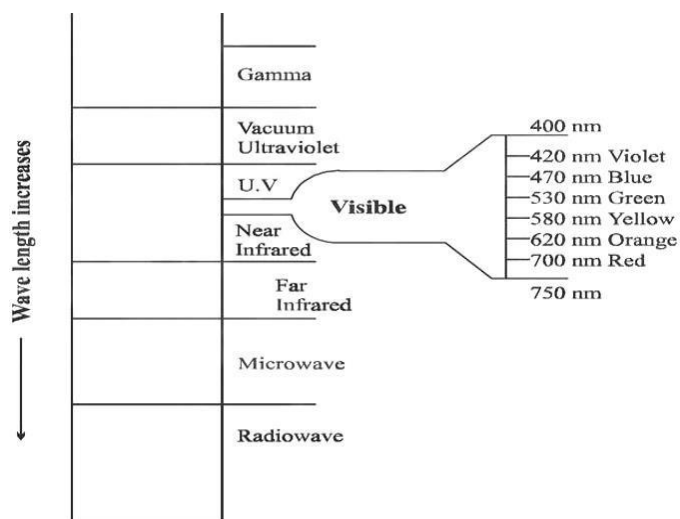 Wave length increases
Gamma
Vacuum
Ultraviolet
U.V
Visible
Near
Infrared
Far
Infrared
Microwave
Radiowave
400 nm
420 nm Violet
470 nm Blue
530 nm Green
580 nm Yellow
620 nm Orange
700 nm Red
750 nm